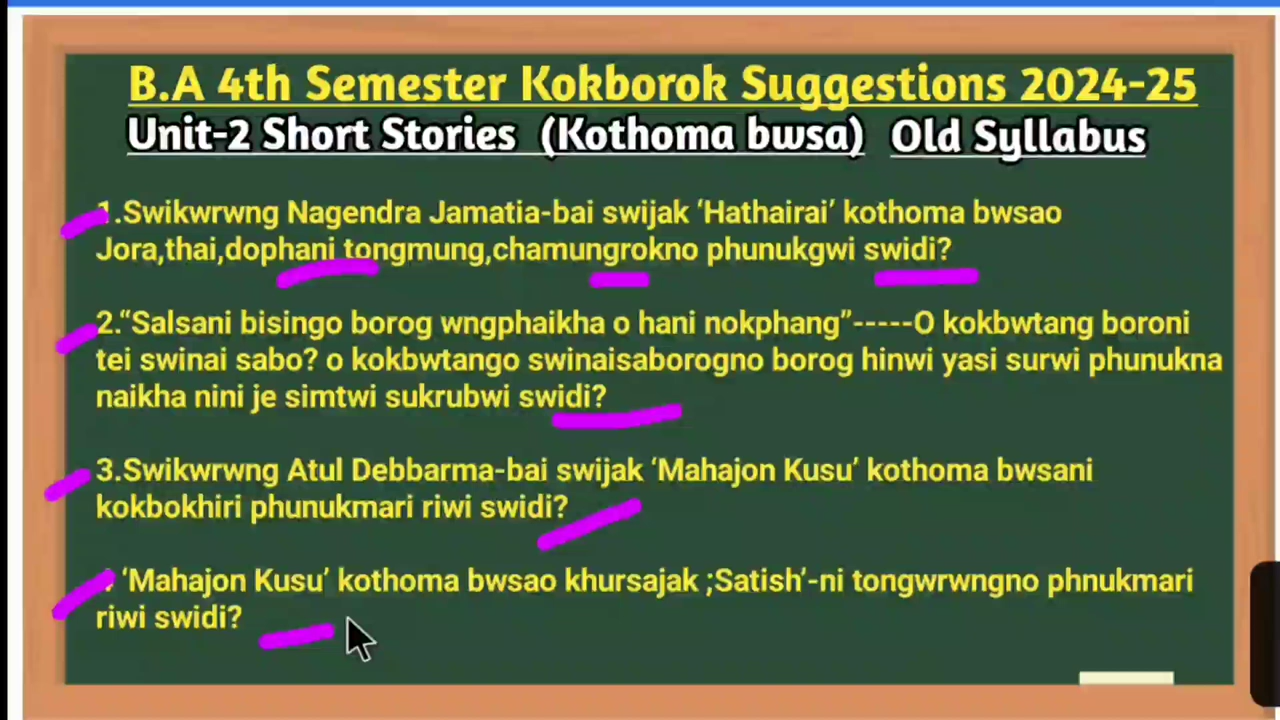 B.A 4th Semester Kokborok Suggestions 2024-25
Unit-2 Short Stories (Kothoma bwsa) Old Syllabus
1.Swikwrwng Nagendra Jamatia-bai swijak ‘Hathairai’ kothoma bwsao
Jora,thai,dophani tongmung,chamungrokno phunukgwi swidi?
2.“Salsani bisingo borog wngphaikha o hani nokphang”-----O kokbwtang boroni
tei swinai sabo? o kokbwtango swinaisaborogno borog hinwi yasi surwi phunukna
naikha nini je simtwi sukrubwi swidi?
3.Swikwrwng Atul Debbarma-bai swijak ‘Mahajon Kusu’ kothoma bwsani
kokbokhiri phunukmari riwi swidi?
‘Mahajon Kusu’ kothoma bwsao khursajak ;Satish’-ni tongwrwngno phnukmari
riwi swidi?